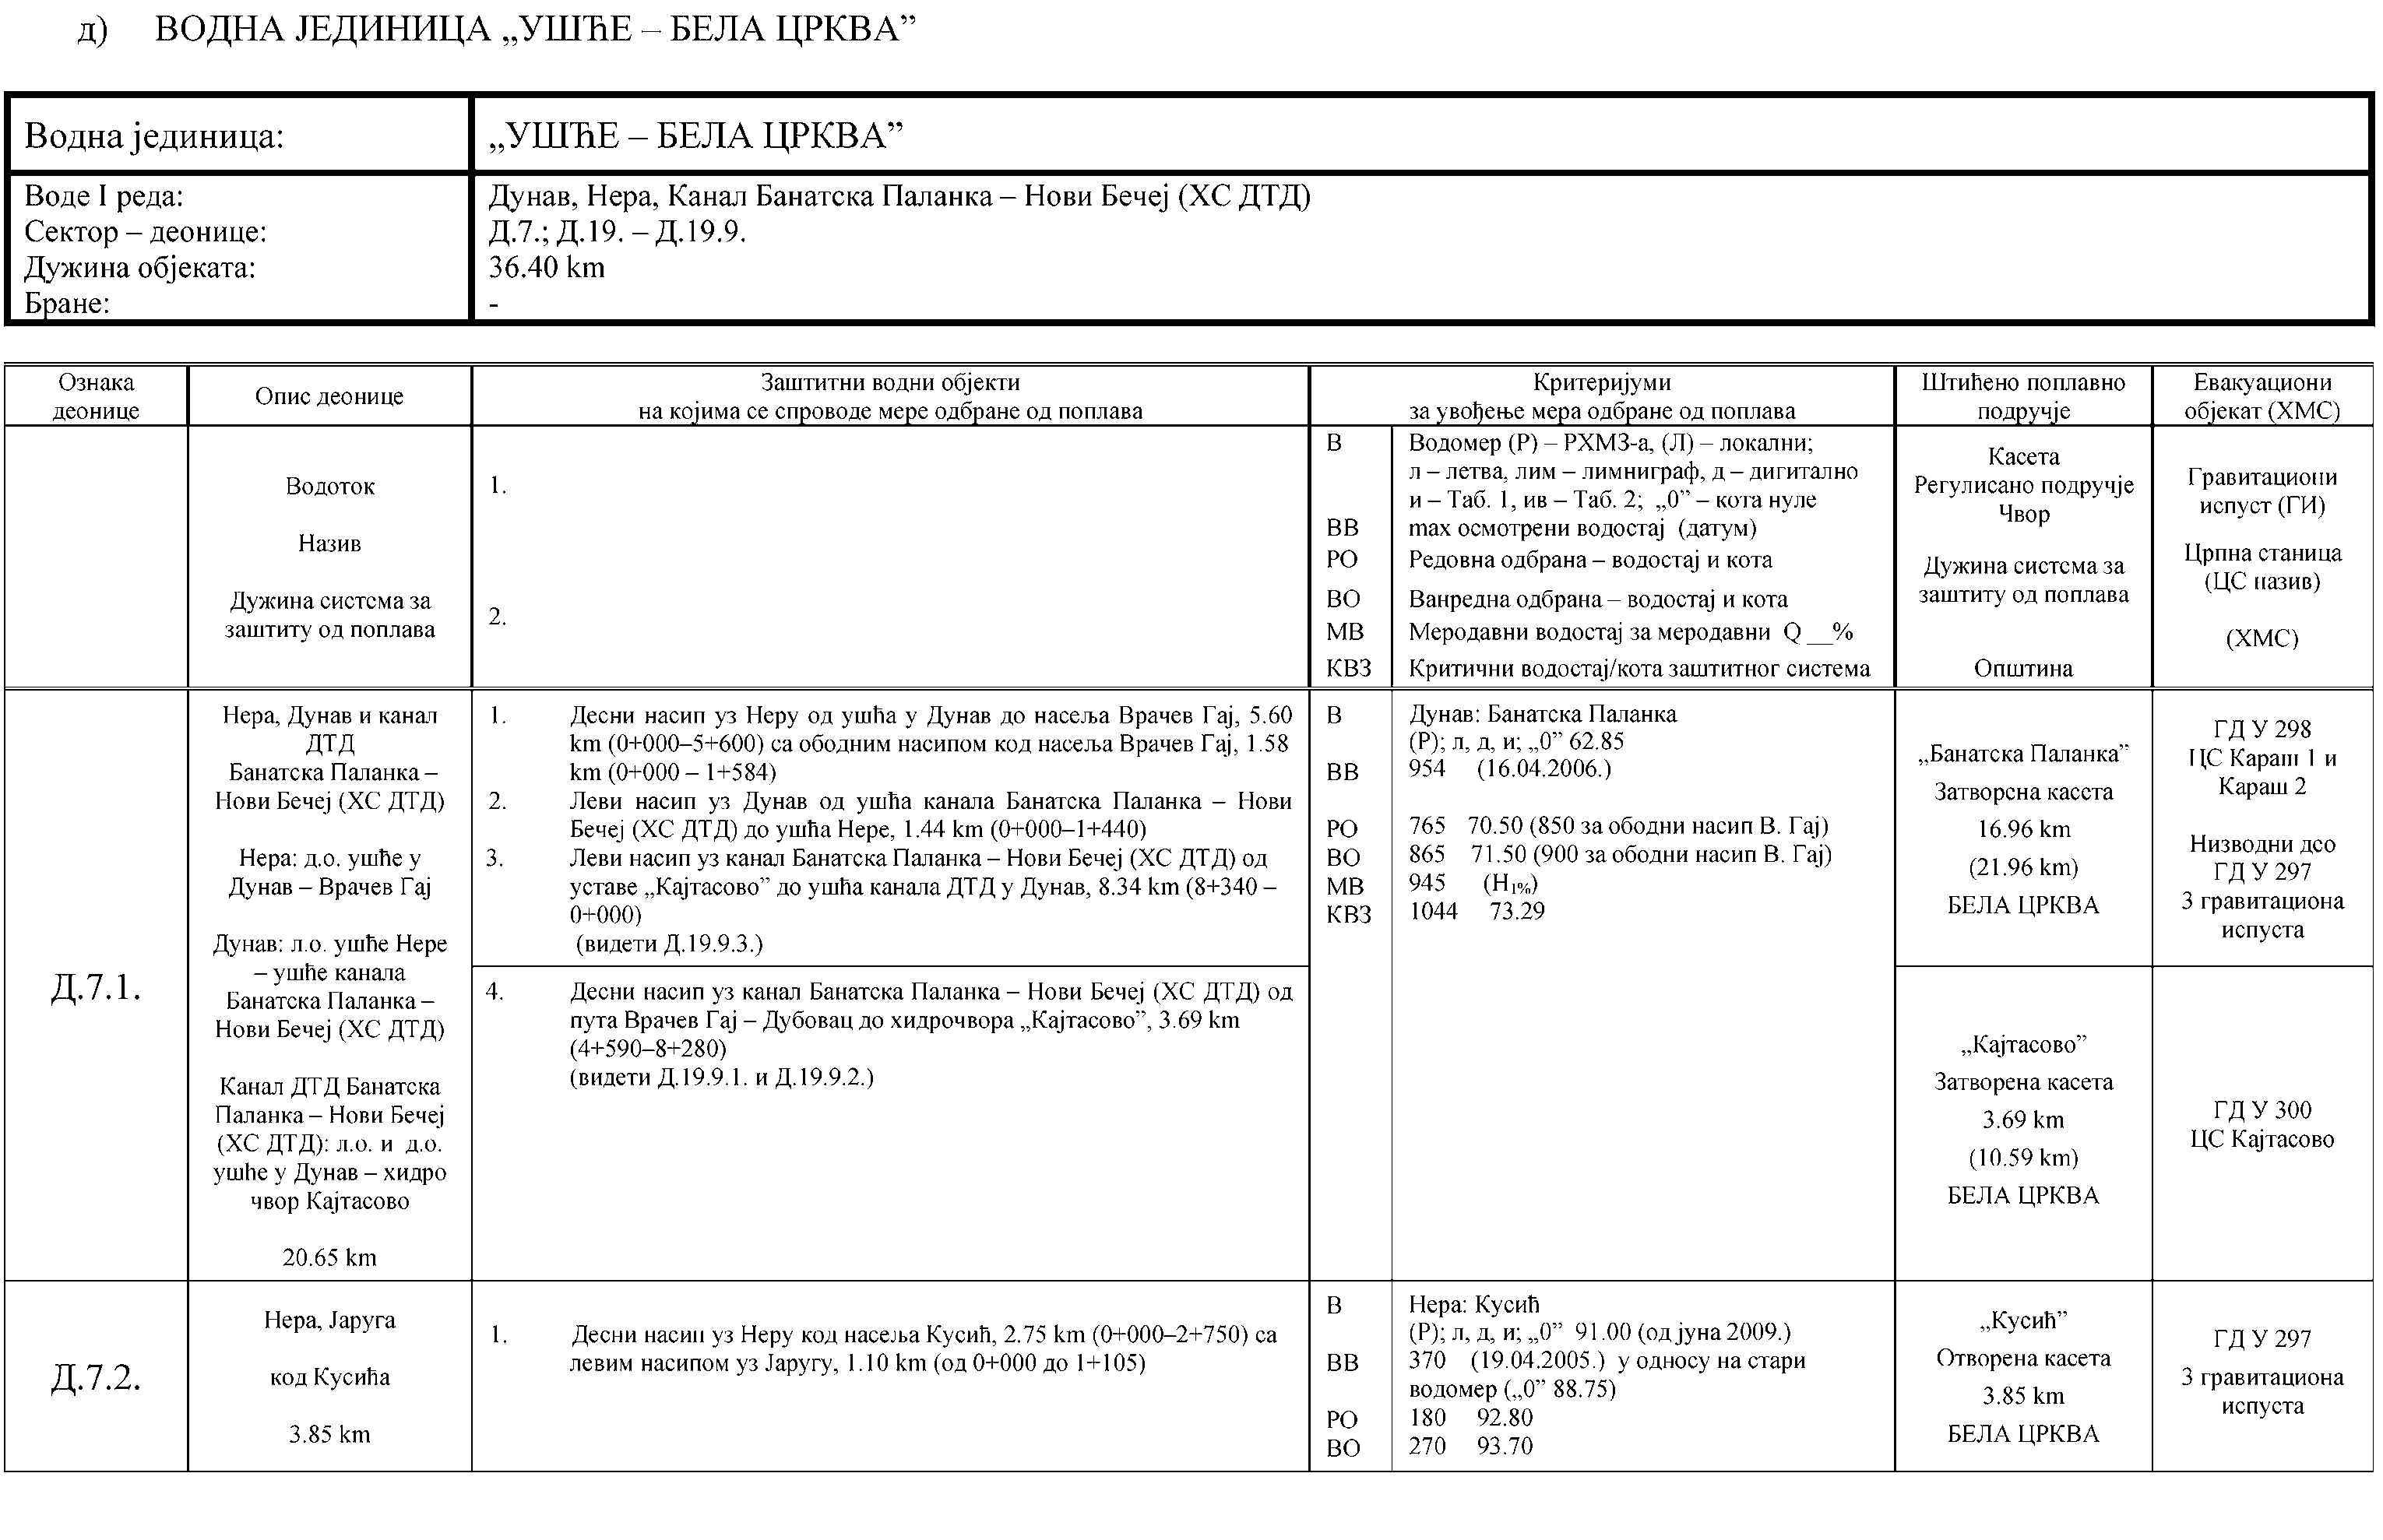 д) ВОДНА ЈЕДИНИЦА „УШЋЕ – БЕЛА ЦРКВА”
Водна јединица:
„УШЋЕ – БЕЛА ЦРКВА”
Воде I реда:
Дунав, Нера, Канал Банатска Паланка – Нови Бечеј (ХС ДТД)
Сектор – деонице:
Д.7.; Д.19. – Д.19.9.
Дужина објеката:
36.40 km
Бране:
-
Ознака
деонице
Опис деонице
Заштитни водни објекти
на којима се спроводе мере одбране од поплава
Критеријуми
за увођење мера одбране од поплава
Штићено поплавно
подручје
Евакуациони
објекат (ХМС)
Водоток
Назив
Дужина система за
заштиту од поплава
1.
2.
В Водомер (Р) – РХМЗ-а, (Л) – локални;
л – летва, лим – лимниграф, д – дигитално
и – Таб. 1, ив – Таб. 2; „0” – кота нуле
ВВ max осмотрени водостај (датум)
РО Редовна одбрана – водостај и кота
ВО Ванредна одбрана – водостај и кота
МВ Меродавни водостај за меродавни Q __%
КВЗ Критични водостај/кота заштитног система
Касета
Регулисано подручје
Чвор
Дужина система за
заштиту од поплава
Општина
Гравитациони
испуст (ГИ)
Црпна станица
(ЦС назив)
(ХМС)
Д.7.1.
Нера, Дунав и канал
ДТД
Банатска Паланка –
Нови Бечеј (ХС ДТД)
Нера: д.о. ушће у
Дунав – Врачев Гај
Дунав: л.о. ушће Нере
– ушће канала
Банатска Паланка –
Нови Бечеј (ХС ДТД)
Канал ДТД Банатска
Паланка – Нови Бечеј
(ХС ДТД): л.о. и д.о.
ушће у Дунав – хидро
чвор Кајтасово
20.65 km
1. Десни насип уз Неру од ушћа у Дунав до насеља Врачев Гај, 5.60
km (0+000–5+600) са ободним насипом код насеља Врачев Гај, 1.58
km (0+000 – 1+584)
2. Леви насип уз Дунав од ушћа канала Банатска Паланка – Нови
Бечеј (ХС ДТД) до ушћа Нере, 1.44 km (0+000–1+440)
3. Леви насип уз канал Банатска Паланка – Нови Бечеј (ХС ДТД) од
уставе „Кајтасово” до ушћа канала ДТД у Дунав, 8.34 km (8+340 –
0+000)
(видети Д.19.9.3.)
4. Десни насип уз канал Банатска Паланка – Нови Бечеј (ХС ДТД) од
пута Врачев Гај – Дубовац до хидрочвора „Кајтасово”, 3.69 km
(4+590–8+280)
(видети Д.19.9.1. и Д.19.9.2.)
В Дунав: Банатска Паланка
(Р); л, д, и; „0” 62.85
ВВ 954 (16.04.2006.)
РО 765 70.50 (850 за ободни насип В. Гај)
ВО 865 71.50 (900 за ободни насип В. Гај)
МВ 945 (H1%)
КВЗ 1044 73.29
„Банатска Паланка”
Затворена касета
16.96 km
(21.96 km)
БЕЛА ЦРКВА
ГД У 298
ЦС Караш 1 и
Караш 2
Низводни део
ГД У 297
3 гравитациона
испуста
„Кајтасово”
Затворена касета
3.69 km
(10.59 km)
БЕЛА ЦРКВА
ГД У 300
ЦС Кајтасово
Д.7.2.
Нера, Јаруга
код Кусића
3.85 km
1. Десни насип уз Неру код насеља Кусић, 2.75 km (0+000–2+750) са
левим насипом уз Јаругу, 1.10 km (од 0+000 до 1+105)
В Нера: Кусић
(Р); л, д, и; „0” 91.00 (од јуна 2009.)
ВВ 370 (19.04.2005.) у односу на стари
водомер („0” 88.75)
РО 180 92.80
ВО 270 93.70
„Кусић”
Отворена касета
3.85 km
БЕЛА ЦРКВА
ГД У 297
3 гравитациона
испуста